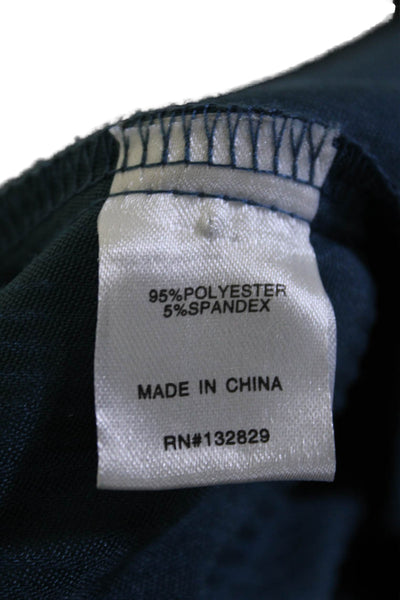 95%POLYESTER
5%SPANDEX
MADE IN CHINA
RN#132829